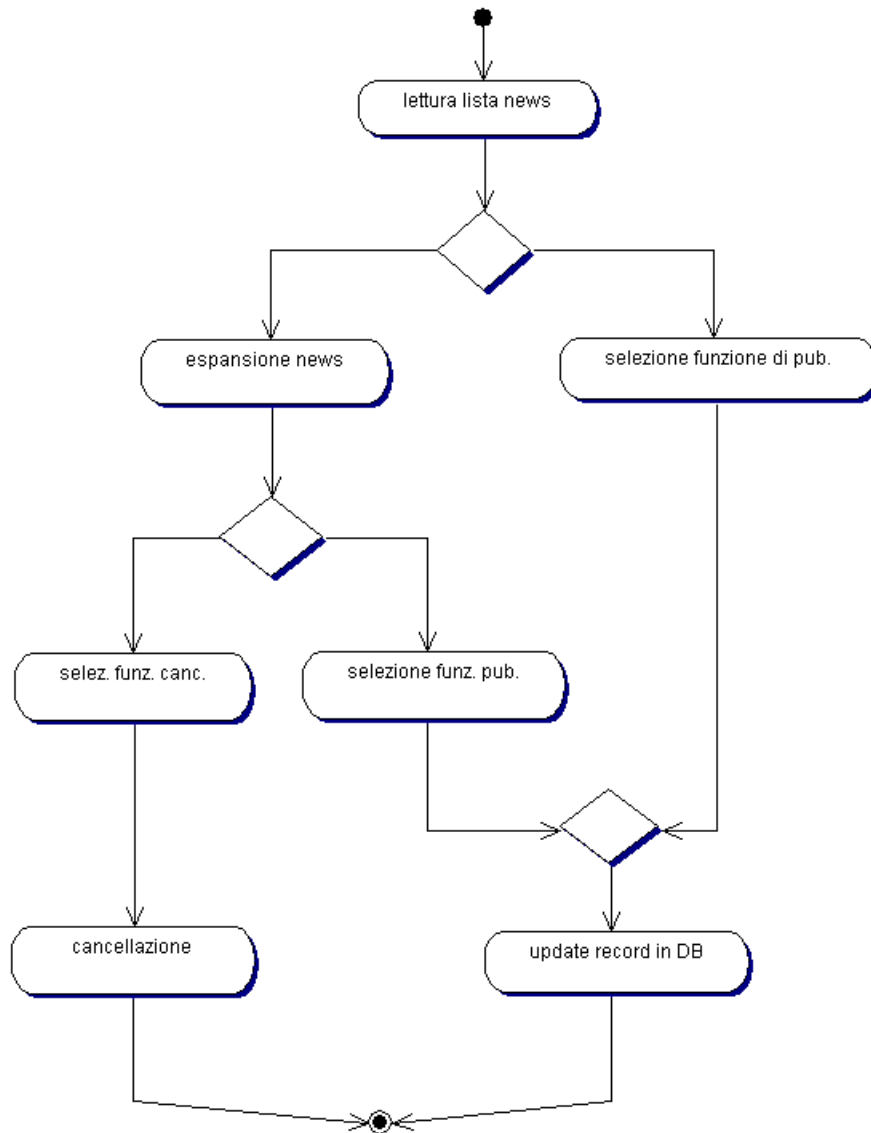 lettura lista news
espansione news
selezione funzione di pub.
selez. funz. canc.
selezione funz. pub.
cancellazione
update record in DB